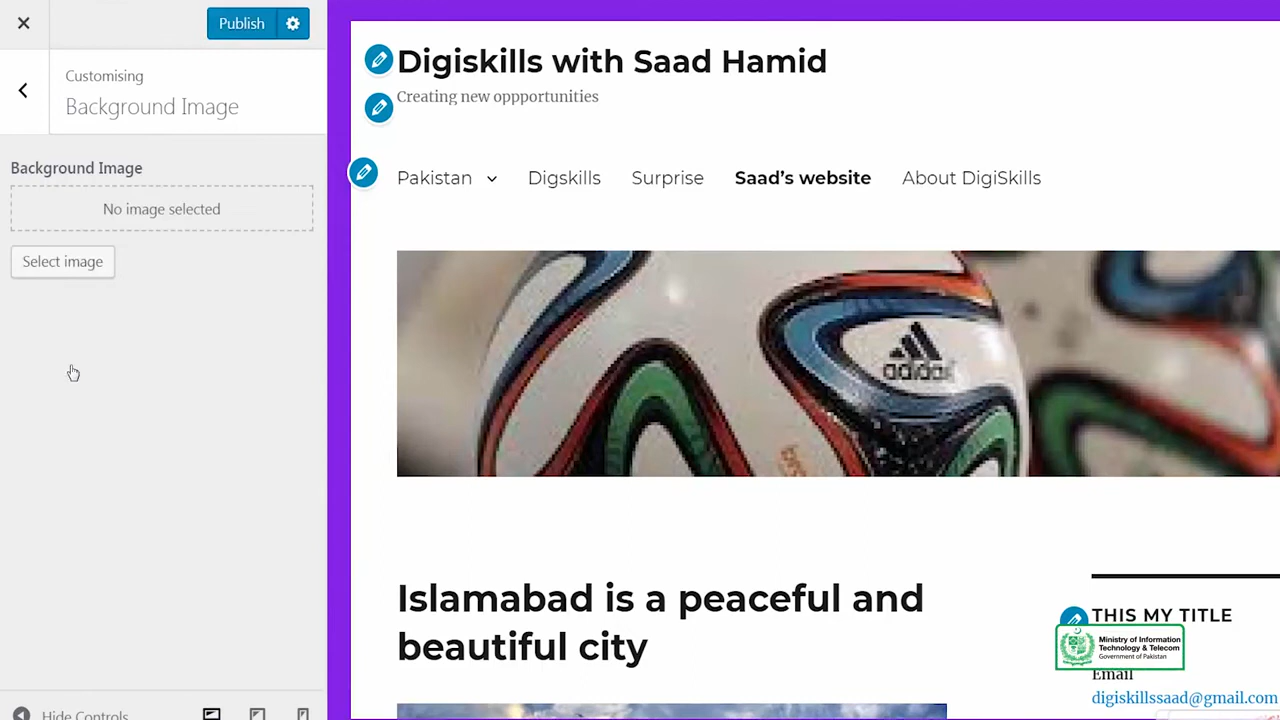 Publish
Customising
Background Image
Background Image
No image selected
Select image
Hide Controls
Digiskills with Saad Hamid
Creating new oppportunities
Pakistan
Digskills
Surprise
Saad's website
About DigiSkills
adidas
Islamabad is a peaceful and
beautiful city
THIS MY TITLE
Ministry of Information
Technology & Telecom
Government of Pakistan
Email
digiskillssaad@gmail.com